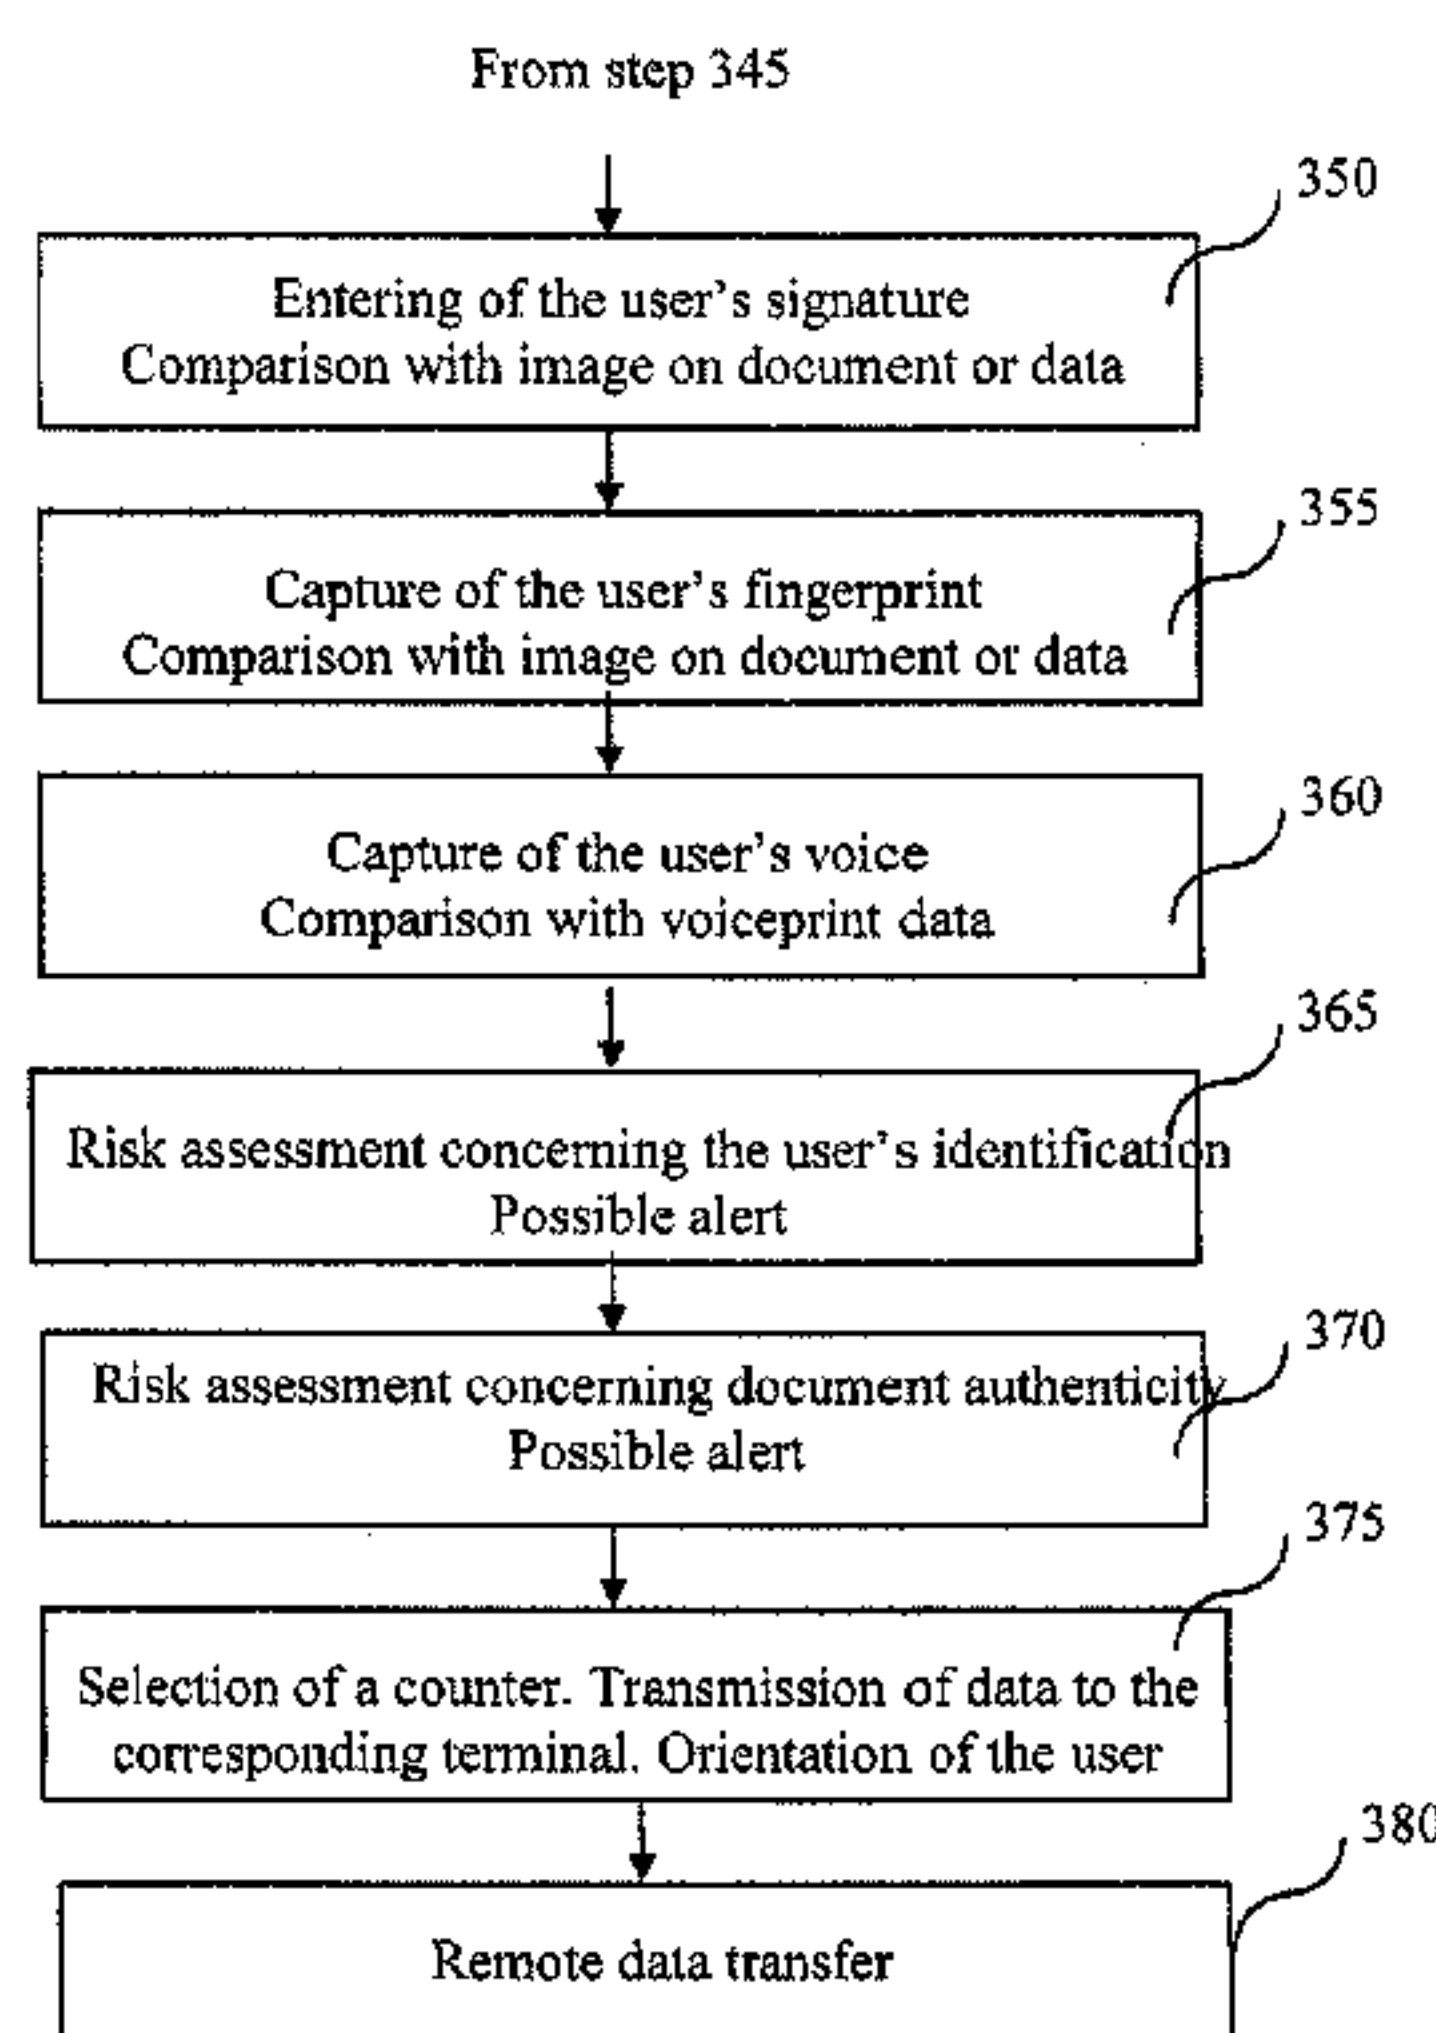 From step 345
350
Entering of the user's signature
Comparison with image on document or data
355
Capture of the user's fingerprint
Comparison with image on document or data
360
Capture of the user's voice
Comparison with voiceprint data
365
Risk assessment concerning the user's identification
Possible alert
370
Risk assessment concerning document authenticity
Possible alert
375
Selection of a counter. Transmission of data to the
corresponding terminal. Orientation of the user
380
Remote data transfer